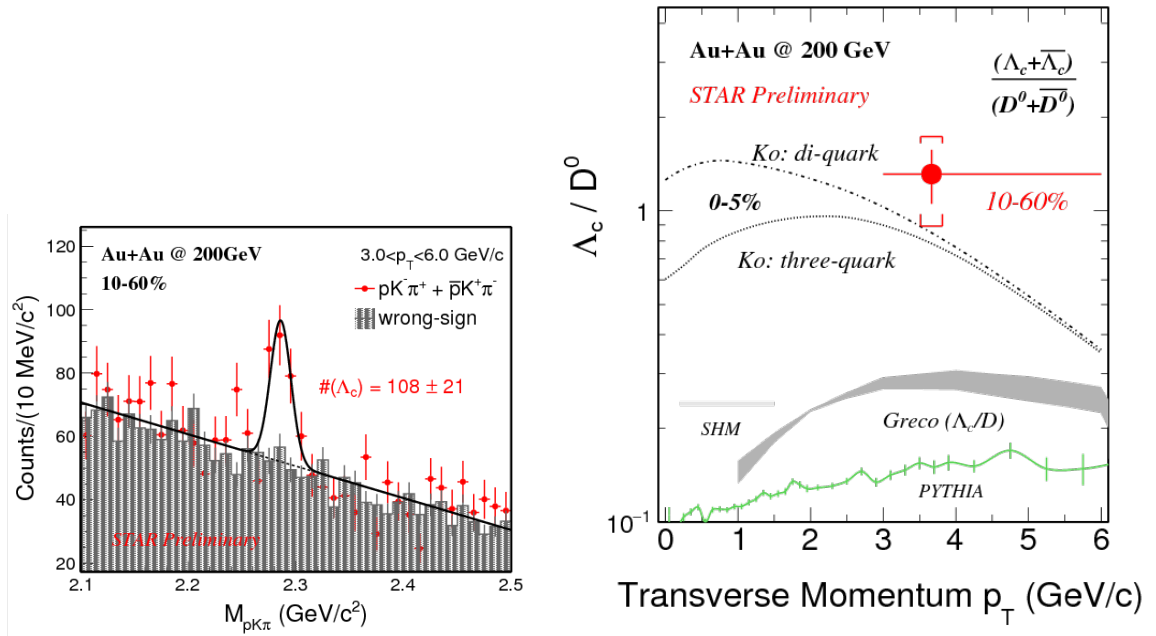 Au+Au @ 200GeV
10-60%
3.0<p_T<6.0 GeV/c
pK⁻π⁺ + p̅K⁺π⁻
wrong-sign
#(Λ_c) = 108 ± 21
STAR Preliminary
120
100
80
60
40
20
2.1 2.2 2.3 2.4 2.5
Counts/(10 MeV/c²)
M_pKπ (GeV/c²)
Au+Au @ 200 GeV
STAR Preliminary
(Λ_c+Λ̅_c)
(D⁰+D̅⁰)
Ko: di-quark
0-5%
10-60%
Ko: three-quark
SHM
Greco (Λ_c/D)
PYTHIA
1
10⁻¹
0 1 2 3 4 5 6
Λ_c / D⁰
Transverse Momentum p_T (GeV/c)